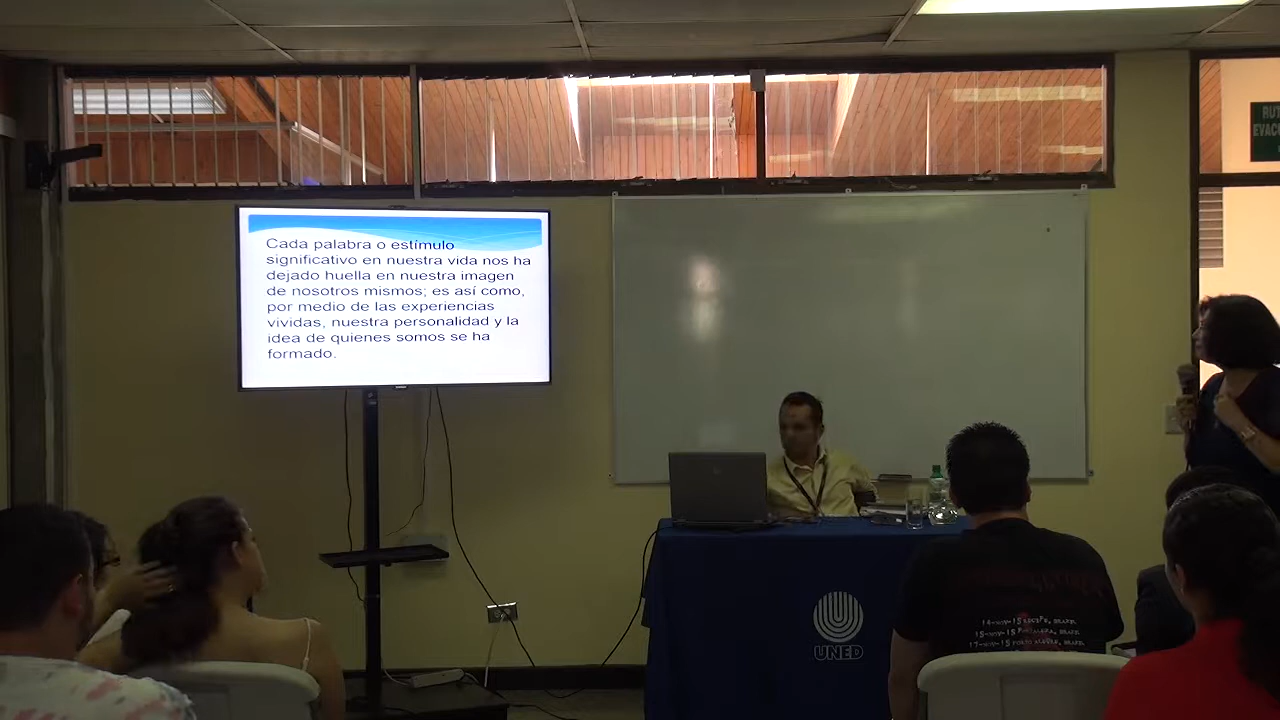 Cada palabra o estímulo
significativo en nuestra vida nos ha
dejado huella en nuestra imagen
de nosotros mismos; es así como,
por medio de las experiencias
vividas, nuestra personalidad y la
idea de quienes somos se ha
formado.
UNED